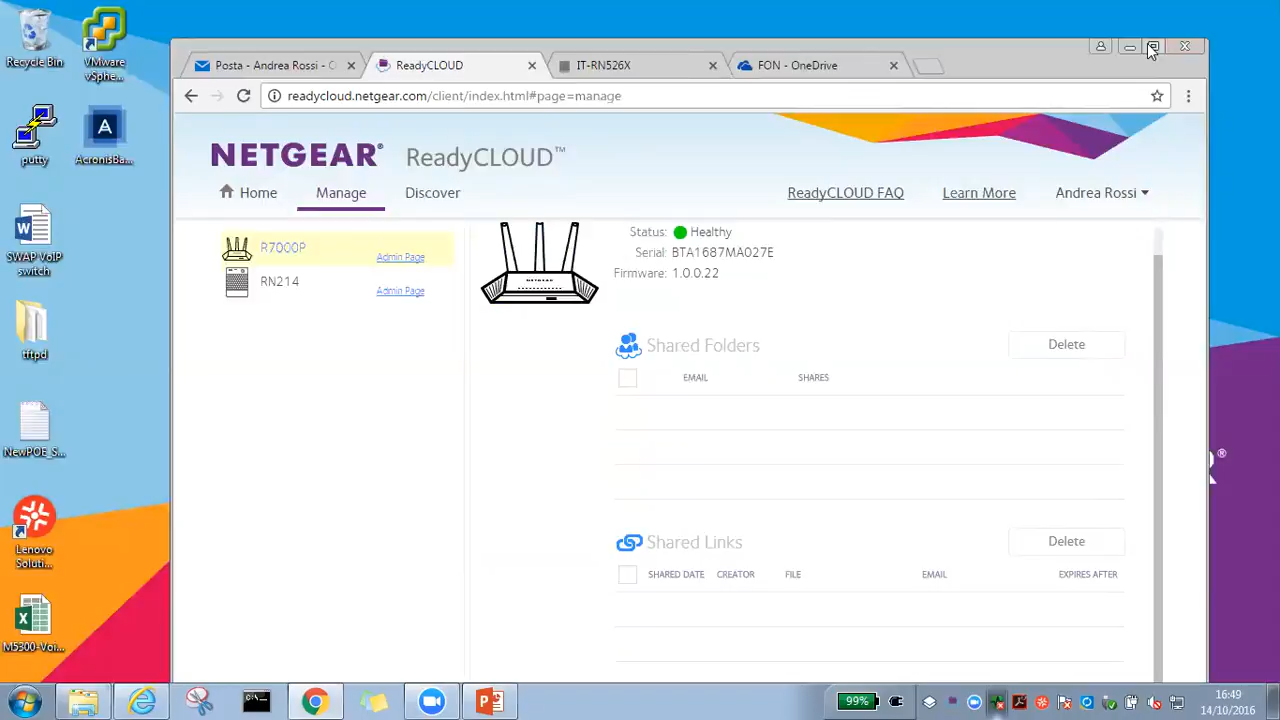 Recycle Bin
VMware
vSphe...
putty
AcronisBa...
SWAP VoIP
switch
tftpd
NewPOE_S...
Lenovo
Soluti...
M5300-Voi...
Posta - Andrea Rossi - O
ReadyCLOUD
IT-RN526X
FON - OneDrive
readycloud.netgear.com/client/index.html#page=manage
NETGEAR® ReadyCLOUD™
Home
Manage
Discover
ReadyCLOUD FAQ
Learn More
Andrea Rossi
R7000P
Admin Page
RN214
Admin Page
Status: Healthy
Serial: BTA1687MA027E
Firmware: 1.0.0.22
Shared Folders
Delete
EMAIL
SHARES
Shared Links
Delete
SHARED DATE
CREATOR
FILE
EMAIL
EXPIRES AFTER
R®
99%
16:49
14/10/2016